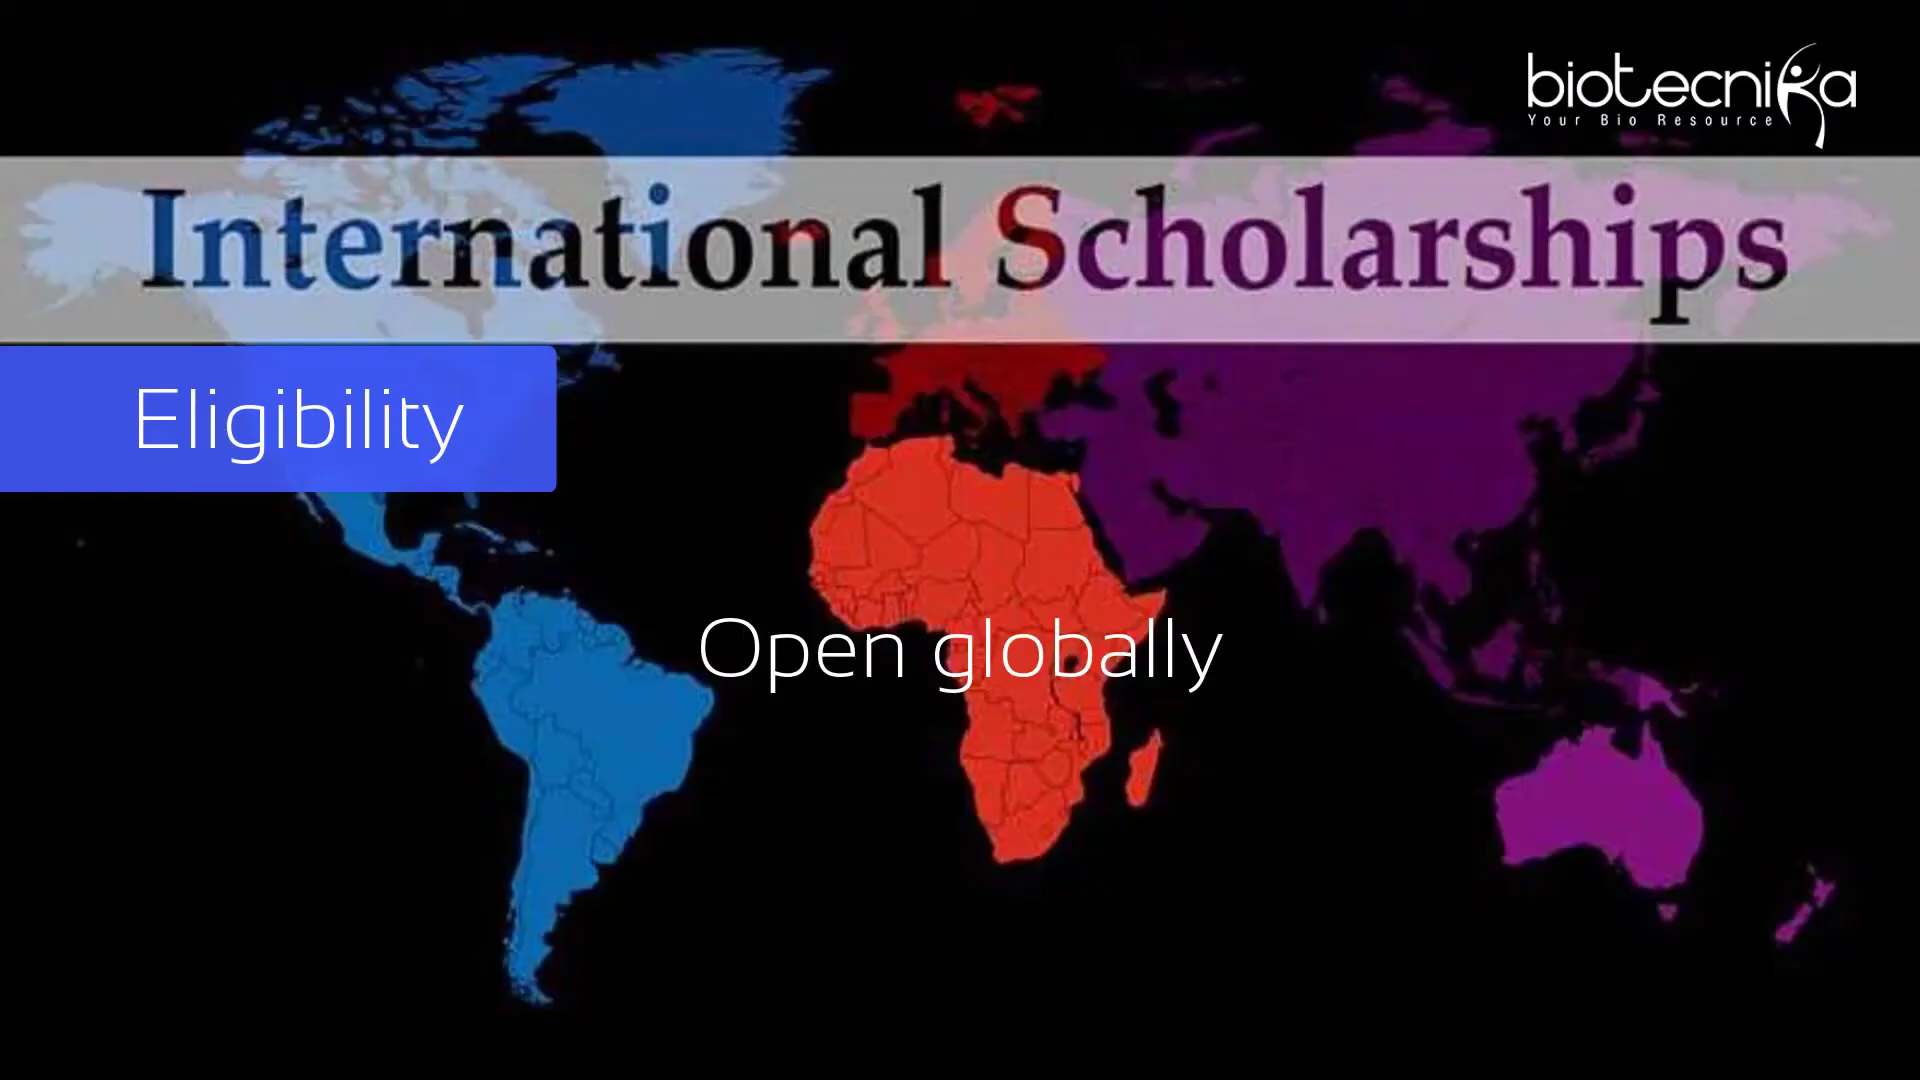 biotecnika
Your Bio Resource
International Scholarships
Eligibility
Open globally